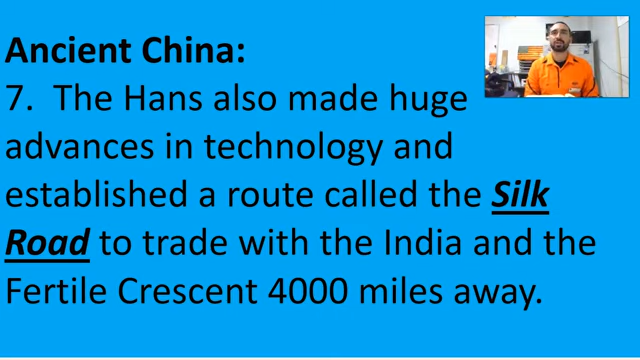 Ancient China:
7. The Hans also made huge
advances in technology and
established a route called the Silk
Road to trade with the India and the
Fertile Crescent 4000 miles away.